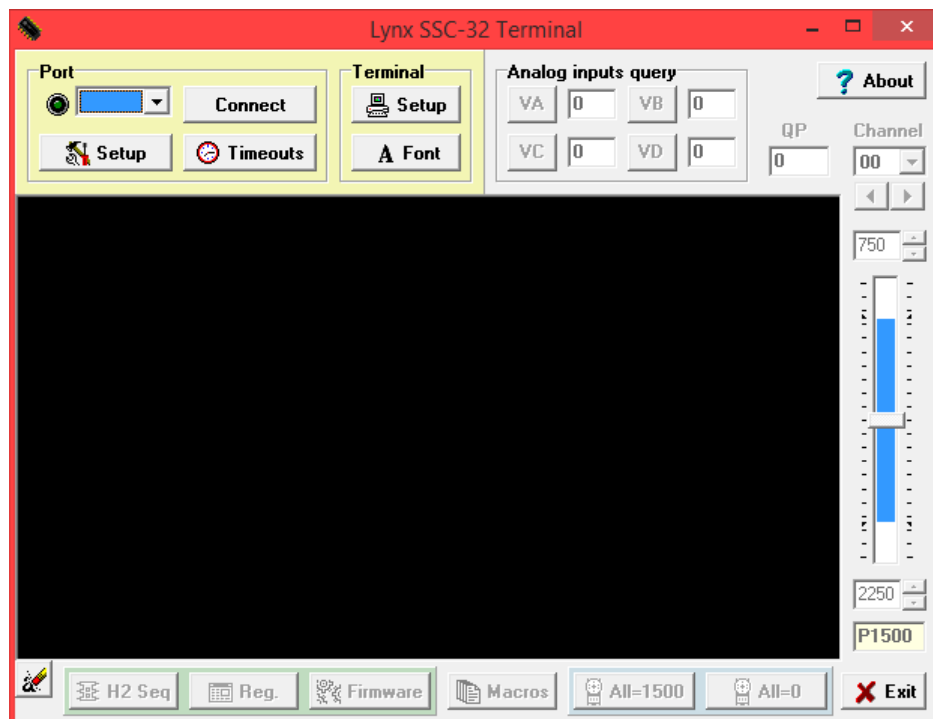 Lynx SSC-32 Terminal
Port
Connect
Setup
Timeouts
Terminal
Setup
A Font
Analog inputs query
VA 0 VB 0
VC 0 VD 0
? About
QP
0
Channel
00
750
2250
P1500
H2 Seq
Reg.
Firmware
Macros
All=1500
All=0
Exit